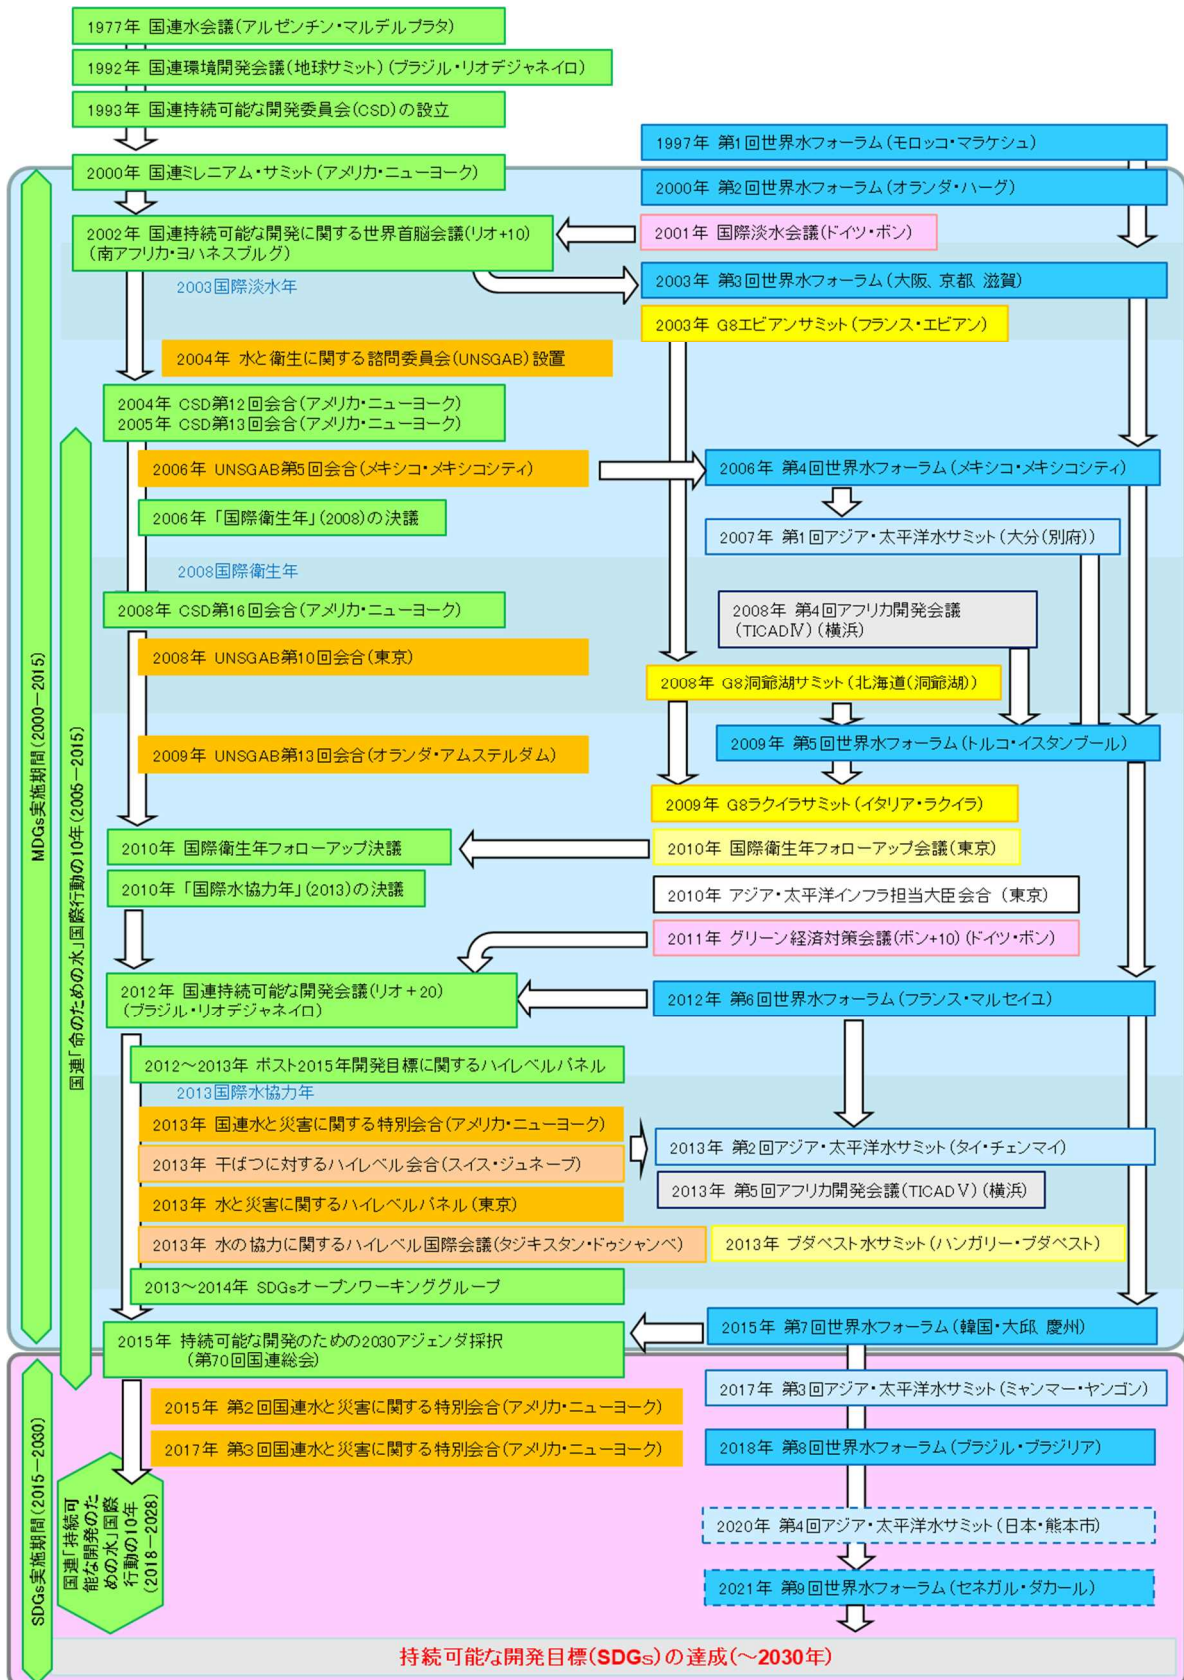 1977年 国連水会議(アルゼンチン・マルデルプラタ)
1992年 国連環境開発会議(地球サミット)(ブラジル・リオデジャネイロ)
1993年 国連持続可能な開発委員会(CSD)の設立
1997年 第1回世界水フォーラム(モロッコ・マラケシュ)
2000年 国連ミレニアム・サミット(アメリカ・ニューヨーク)
2000年 第2回世界水フォーラム(オランダ・ハーグ)
2002年 国連持続可能な開発に関する世界首脳会議(リオ+10)
(南アフリカ・ヨハネスブルグ)
2001年 国際淡水会議(ドイツ・ボン)
2003国際淡水年
2003年 第3回世界水フォーラム(大阪、京都、滋賀)
2003年 G8エビアンサミット(フランス・エビアン)
2004年 水と衛生に関する諮問委員会(UNSGAB)設置
2004年 CSD第12回会合(アメリカ・ニューヨーク)
2005年 CSD第13回会合(アメリカ・ニューヨーク)
2006年 UNSGAB第5回会合(メキシコ・メキシコシティ)
2006年 第4回世界水フォーラム(メキシコ・メキシコシティ)
2006年 「国際衛生年」(2008)の決議
2007年 第1回アジア・太平洋水サミット(大分(別府))
2008国際衛生年
2008年 CSD第16回会合(アメリカ・ニューヨーク)
2008年 第4回アフリカ開発会議
(TICADⅣ)(横浜)
2008年 UNSGAB第10回会合(東京)
2008年 G8洞爺湖サミット(北海道(洞爺湖))
2009年 UNSGAB第13回会合(オランダ・アムステルダム)
2009年 第5回世界水フォーラム(トルコ・イスタンブール)
2009年 G8ラクイラサミット(イタリア・ラクイラ)
2010年 国際衛生年フォローアップ決議
2010年 国際衛生年フォローアップ会議(東京)
2010年 「国際水協力年」(2013)の決議
2010年 アジア・太平洋インフラ担当大臣会合 (東京)
2011年 グリーン経済対策会議(ボン+10)(ドイツ・ボン)
2012年 国連持続可能な開発会議(リオ+20)
(ブラジル・リオデジャネイロ)
2012年 第6回世界水フォーラム(フランス・マルセイユ)
2012～2013年 ポスト2015年開発目標に関するハイレベルパネル
2013国際水協力年
2013年 国連水と災害に関する特別会合(アメリカ・ニューヨーク)
2013年 第2回アジア・太平洋水サミット(タイ・チェンマイ)
2013年 干ばつに対するハイレベル会合(スイス・ジュネーブ)
2013年 第5回アフリカ開発会議(TICADⅤ)(横浜)
2013年 水と災害に関するハイレベルパネル(東京)
2013年 水の協力に関するハイレベル国際会議(タジキスタン・ドゥシャンベ)
2013年 ブダペスト水サミット(ハンガリー・ブダペスト)
2013～2014年 SDGsオープンワーキンググループ
2015年 持続可能な開発のための2030アジェンダ採択
(第70回国連総会)
2015年 第7回世界水フォーラム(韓国・大邱、慶州)
MDGs実施期間(2000－2015)
国連「命のための水」国際行動の10年(2005－2015)
2017年 第3回アジア・太平洋水サミット(ミャンマー・ヤンゴン)
2015年 第2回国連水と災害に関する特別会合(アメリカ・ニューヨーク)
2017年 第3回国連水と災害に関する特別会合(アメリカ・ニューヨーク)
2018年 第8回世界水フォーラム(ブラジル・ブラジリア)
SDGs実施期間(2015－2030)
国連「持続可
能な開発のた
めの水」国際
行動の10年
(2018－2028)
2020年 第4回アジア・太平洋水サミット(日本・熊本市)
2021年 第9回世界水フォーラム(セネガル・ダカール)
持続可能な開発目標(SDGs)の達成(～2030年)